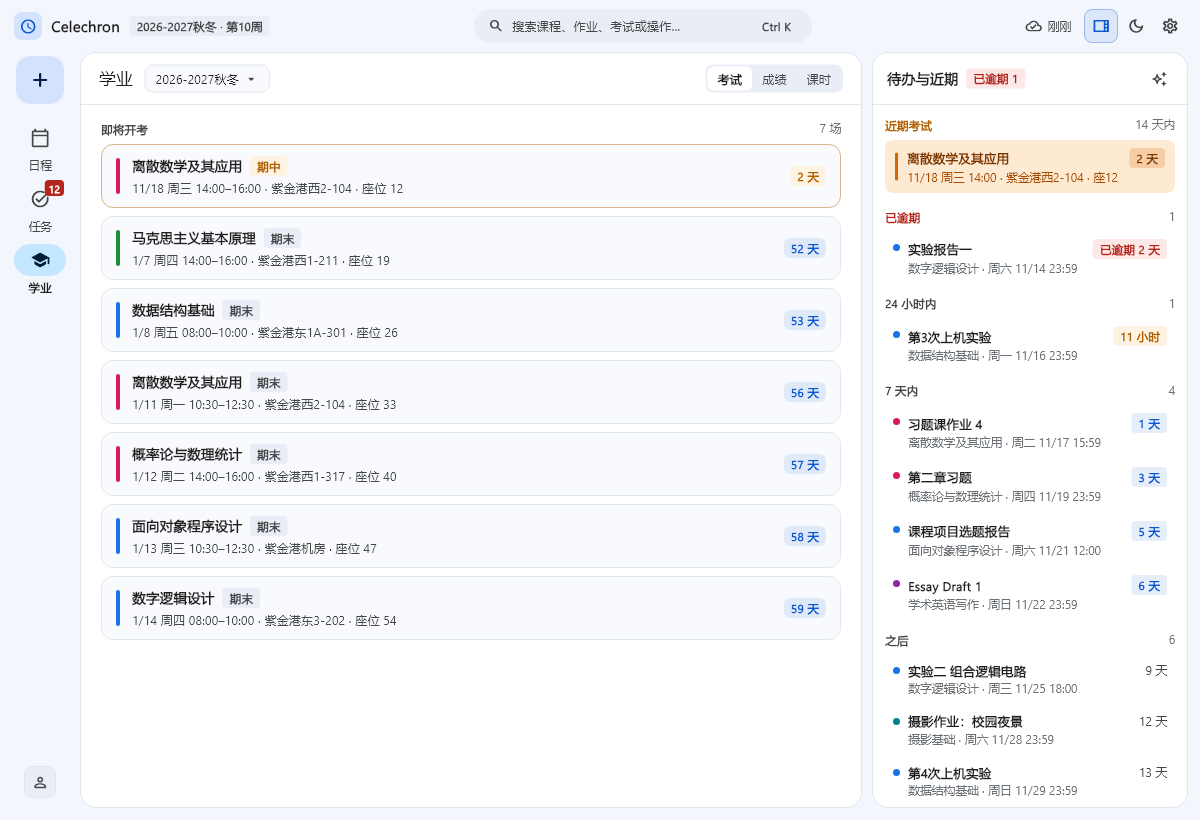 Celechron
2026-2027秋冬 · 第10周
搜索课程、作业、考试或操作...
Ctrl K
刚刚
日程
12
任务
学业
学业
2026-2027秋冬
考试
成绩
课时
即将开考
7 场
离散数学及其应用 期中
11/18 周三 14:00–16:00 · 紫金港西2-104 · 座位 12
2 天
马克思主义基本原理 期末
1/7 周四 14:00–16:00 · 紫金港西1-211 · 座位 19
52 天
数据结构基础 期末
1/8 周五 08:00–10:00 · 紫金港东1A-301 · 座位 26
53 天
离散数学及其应用 期末
1/11 周一 10:30–12:30 · 紫金港西2-104 · 座位 33
56 天
概率论与数理统计 期末
1/12 周二 14:00–16:00 · 紫金港西1-317 · 座位 40
57 天
面向对象程序设计 期末
1/13 周三 10:30–12:30 · 紫金港机房 · 座位 47
58 天
数字逻辑设计 期末
1/14 周四 08:00–10:00 · 紫金港东3-202 · 座位 54
59 天
待办与近期 已逾期 1
近期考试 14 天内
离散数学及其应用 2 天
11/18 周三 14:00 · 紫金港西2-104 · 座12
已逾期 1
实验报告一 已逾期 2 天
数字逻辑设计 · 周六 11/14 23:59
24 小时内 1
第3次上机实验 11 小时
数据结构基础 · 周一 11/16 23:59
7 天内 4
习题课作业 4 1 天
离散数学及其应用 · 周二 11/17 15:59
第二章习题 3 天
概率论与数理统计 · 周四 11/19 23:59
课程项目选题报告 5 天
面向对象程序设计 · 周六 11/21 12:00
Essay Draft 1 6 天
学术英语写作 · 周日 11/22 23:59
之后 6
实验二 组合逻辑电路 9 天
数字逻辑设计 · 周三 11/25 18:00
摄影作业：校园夜景 12 天
摄影基础 · 周六 11/28 23:59
第4次上机实验 13 天
数据结构基础 · 周日 11/29 23:59